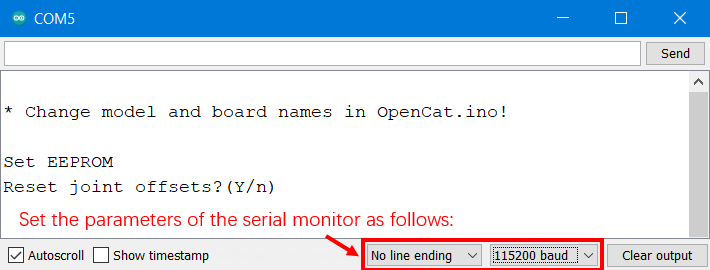 COM5
Send
* Change model and board names in OpenCat.ino!
Set EEPROM
Reset joint offsets?(Y/n)
Set the parameters of the serial monitor as follows:
Autoscroll
Show timestamp
No line ending
115200 baud
Clear output